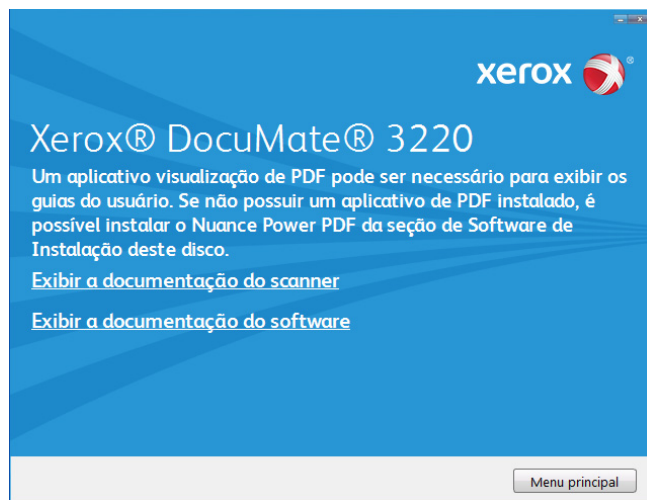 xerox
Xerox® DocuMate® 3220
Um aplicativo visualização de PDF pode ser necessário para exibir os
guias do usuário. Se não possuir um aplicativo de PDF instalado, é
possível instalar o Nuance Power PDF da seção de Software de
Instalação deste disco.
Exibir a documentação do scanner
Exibir a documentação do software
Menu principal